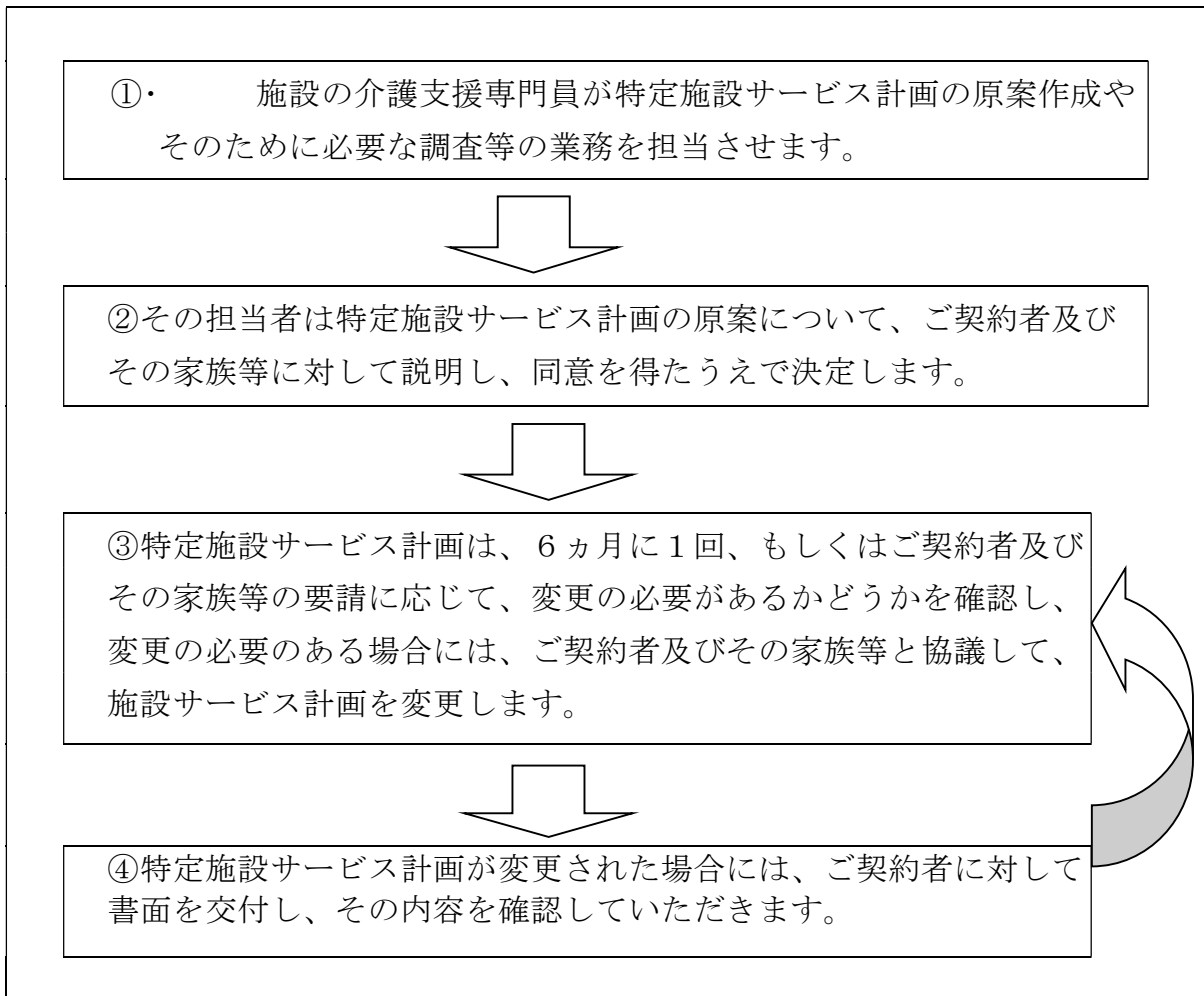 ①・　　　施設の介護支援専門員が特定施設サービス計画の原案作成や
そのために必要な調査等の業務を担当させます。
②その担当者は特定施設サービス計画の原案について、ご契約者及び
その家族等に対して説明し、同意を得たうえで決定します。
③特定施設サービス計画は、６ヵ月に１回、もしくはご契約者及び
その家族等の要請に応じて、変更の必要があるかどうかを確認し、
変更の必要のある場合には、ご契約者及びその家族等と協議して、
施設サービス計画を変更します。
④特定施設サービス計画が変更された場合には、ご契約者に対して
書面を交付し、その内容を確認していただきます。